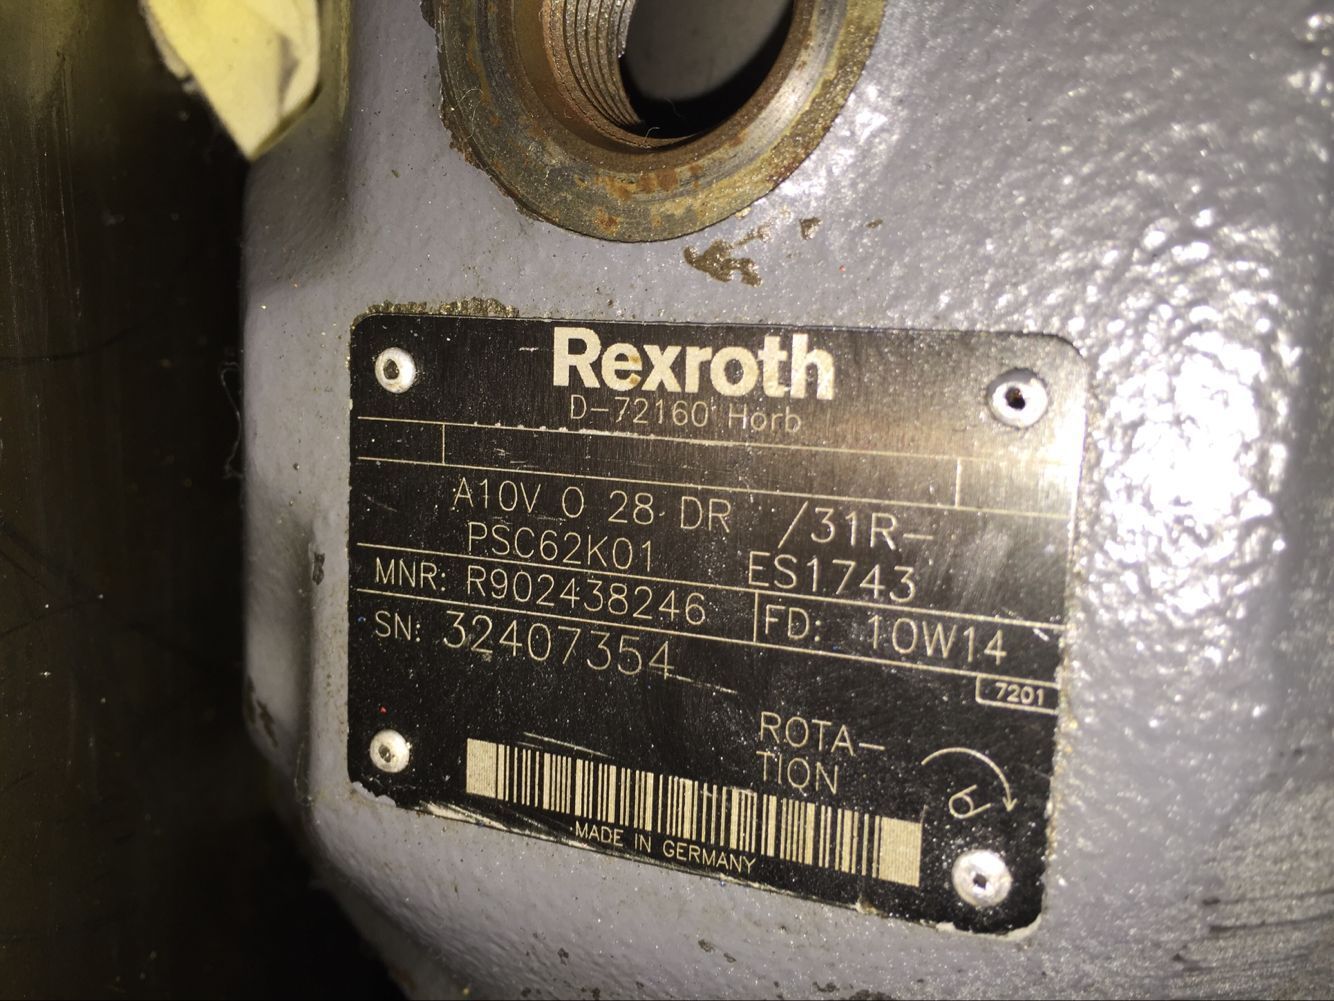 Rexroth
D-72160 Horb
A10V O 28 DR /31R-
PSC62K01 ES1743
MNR: R902438246 FD: 10W14
SN: 32407354
7201
ROTA-
TION
MADE IN GERMANY